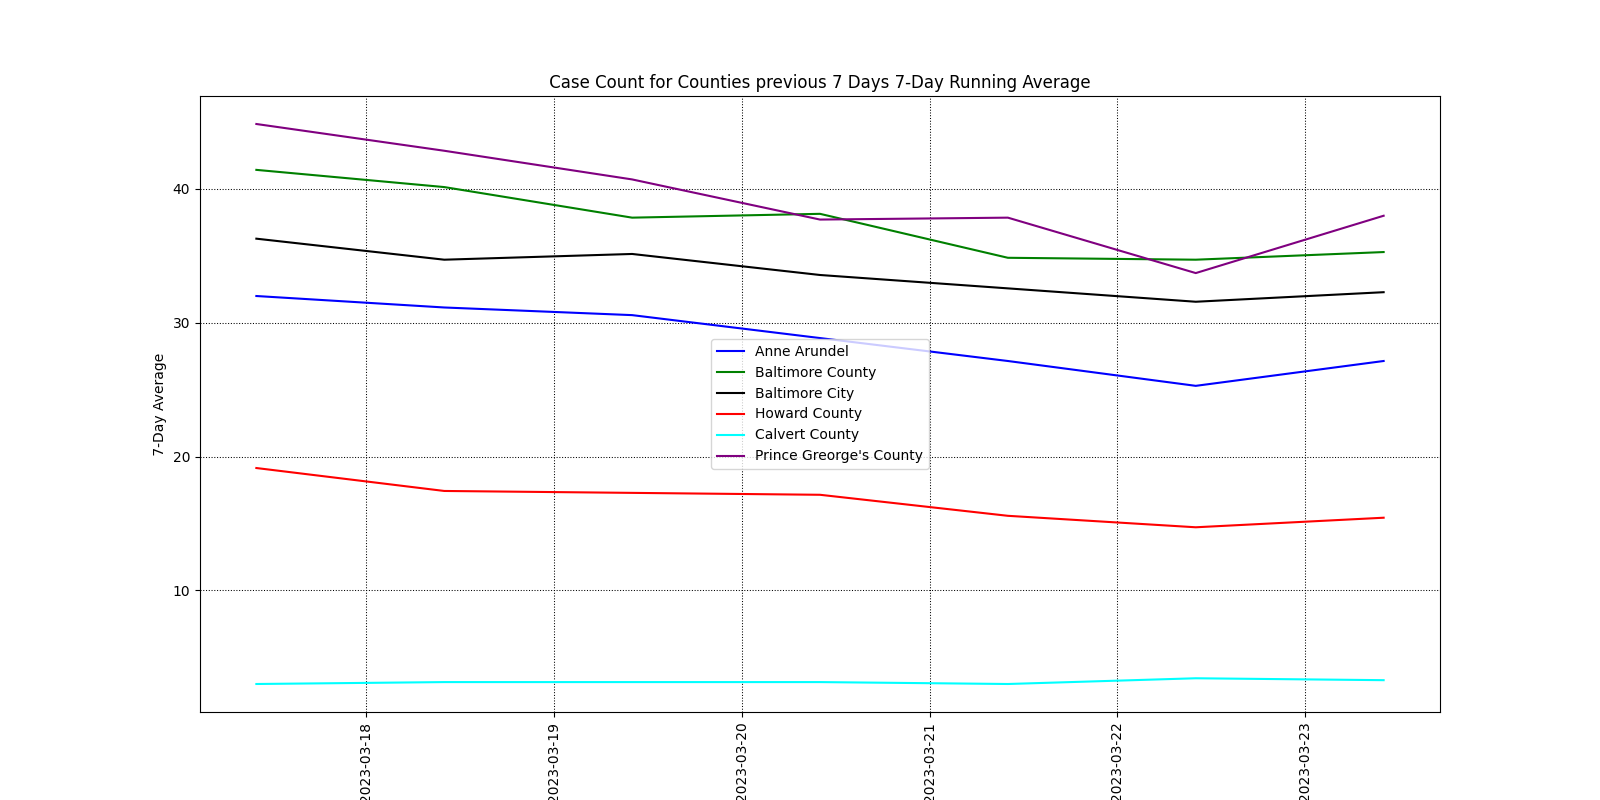 Case Count for Counties previous 7 Days 7-Day Running Average
7-Day Average
40
30
20
10
Anne Arundel
Baltimore County
Baltimore City
Howard County
Calvert County
Prince Greorge's County
2023-03-18
2023-03-19
2023-03-20
2023-03-21
2023-03-22
2023-03-23